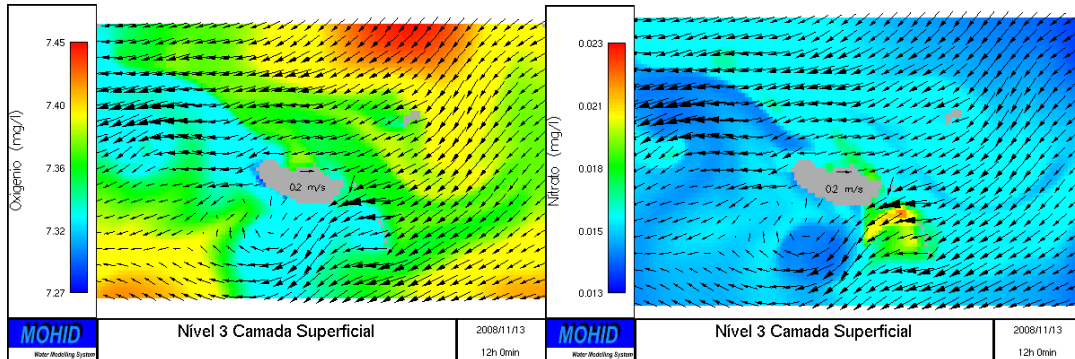 7.45
7.40
7.36
7.32
7.27
Oxigenio (mg/l)
0.2 m/s
MOHID
Water Modelling System
Nível 3 Camada Superficial
2008/11/13
12h 0min
0.023
0.021
0.018
0.015
0.013
Nitrato (mg/l)
0.2 m/s
MOHID
Water Modelling System
Nível 3 Camada Superficial
2008/11/13
12h 0min